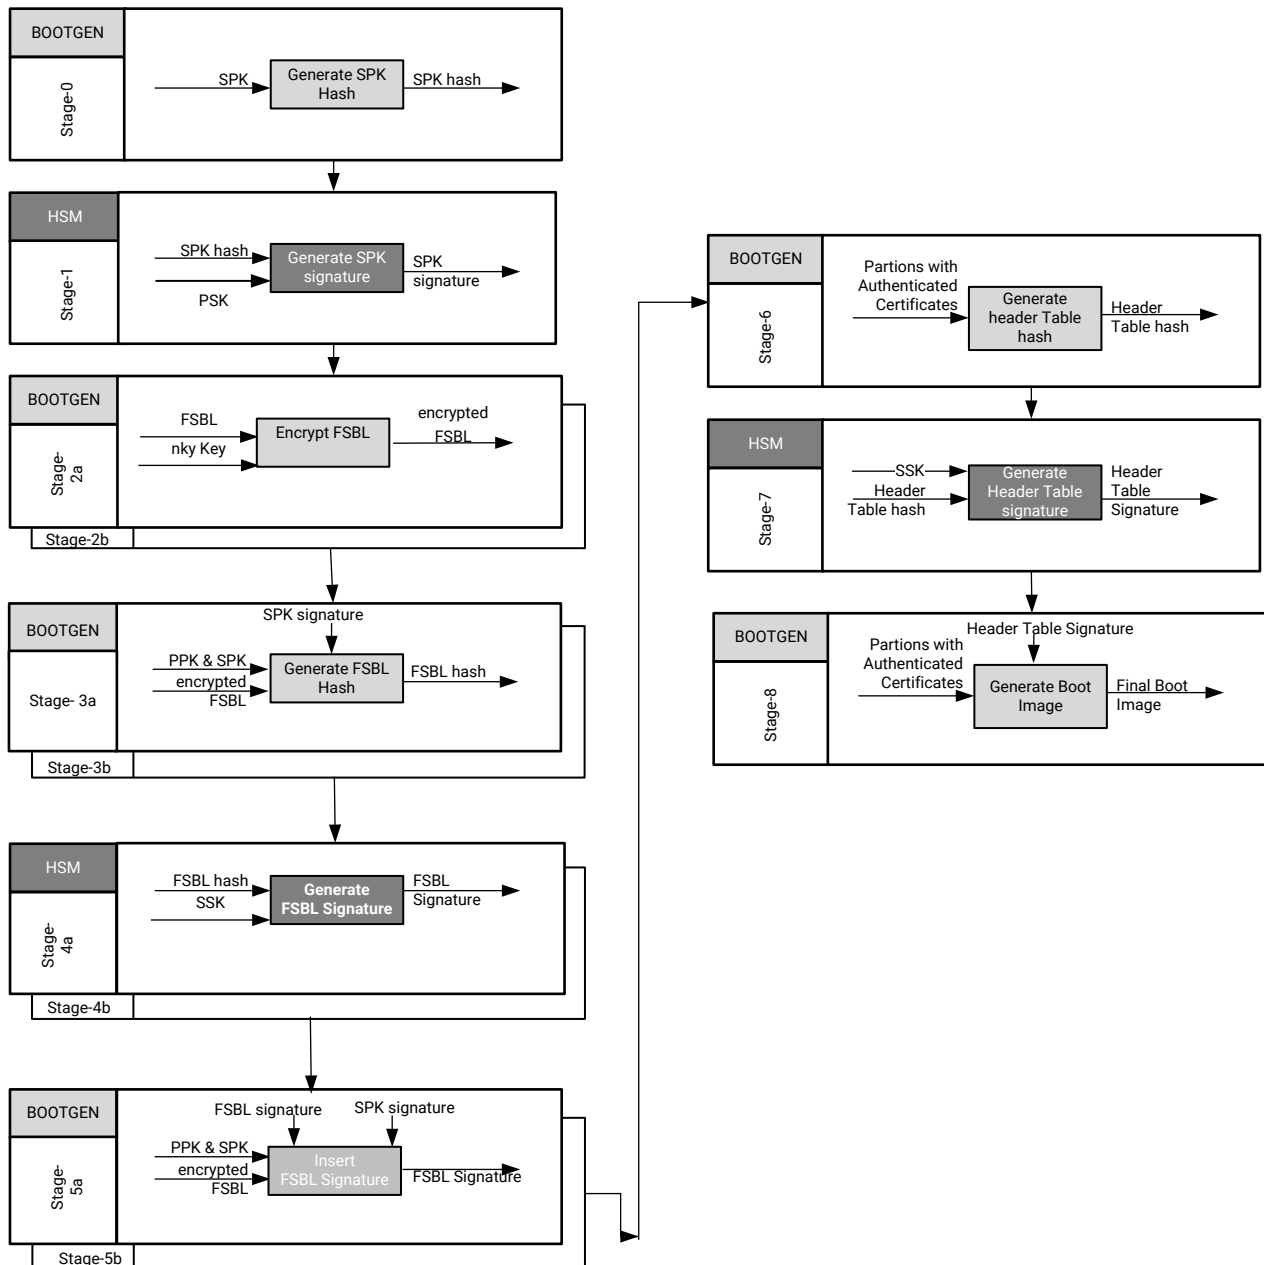 BOOTGEN
Stage-0
SPK
Generate SPK
Hash
SPK hash
HSM
Stage-1
SPK hash
PSK
Generate SPK
signature
SPK
signature
BOOTGEN
Stage-
2a
FSBL
nky Key
Encrypt FSBL
encrypted
FSBL
Stage-2b
BOOTGEN
Stage- 3a
SPK signature
PPK & SPK
encrypted
FSBL
Generate FSBL
Hash
FSBL hash
Stage-3b
HSM
Stage-
4a
FSBL hash
SSK
Generate
FSBL Signature
FSBL
Signature
Stage-4b
BOOTGEN
Stage-
5a
FSBL signature
SPK signature
PPK & SPK
encrypted
FSBL
Insert
FSBL Signature
FSBL Signature
Stage-5b
BOOTGEN
Stage-6
Partions with
Authenticated
Certificates
Generate
header Table
hash
Header
Table hash
HSM
Stage-7
SSK
Header
Table hash
Generate
Header Table
signature
Header
Table
Signature
BOOTGEN
Stage-8
Header Table Signature
Partions with
Authenticated
Certificates
Generate Boot
Image
Final Boot
Image